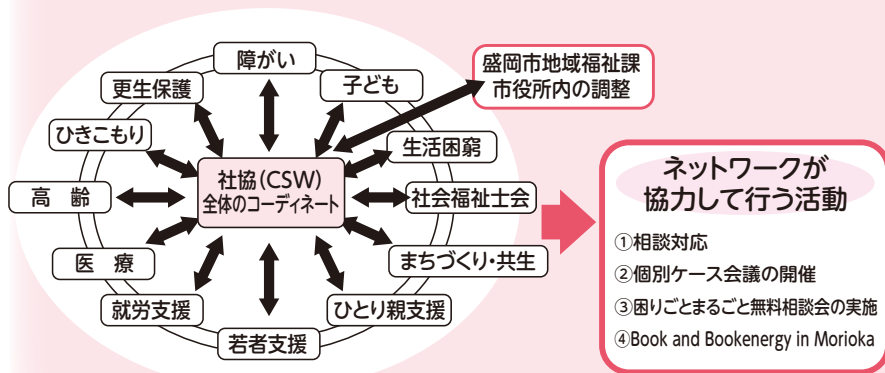 障がい
子ども
盛岡市地域福祉課
市役所内の調整
更生保護
ひきこもり
生活困窮
社協(CSW)
全体のコーディネート
高　齢
社会福祉士会
医　療
まちづくり・共生
就労支援
ひとり親支援
若者支援
ネットワークが
協力して行う活動
①相談対応
②個別ケース会議の開催
③困りごとまるごと無料相談会の実施
④Book and Bookenergy in Morioka